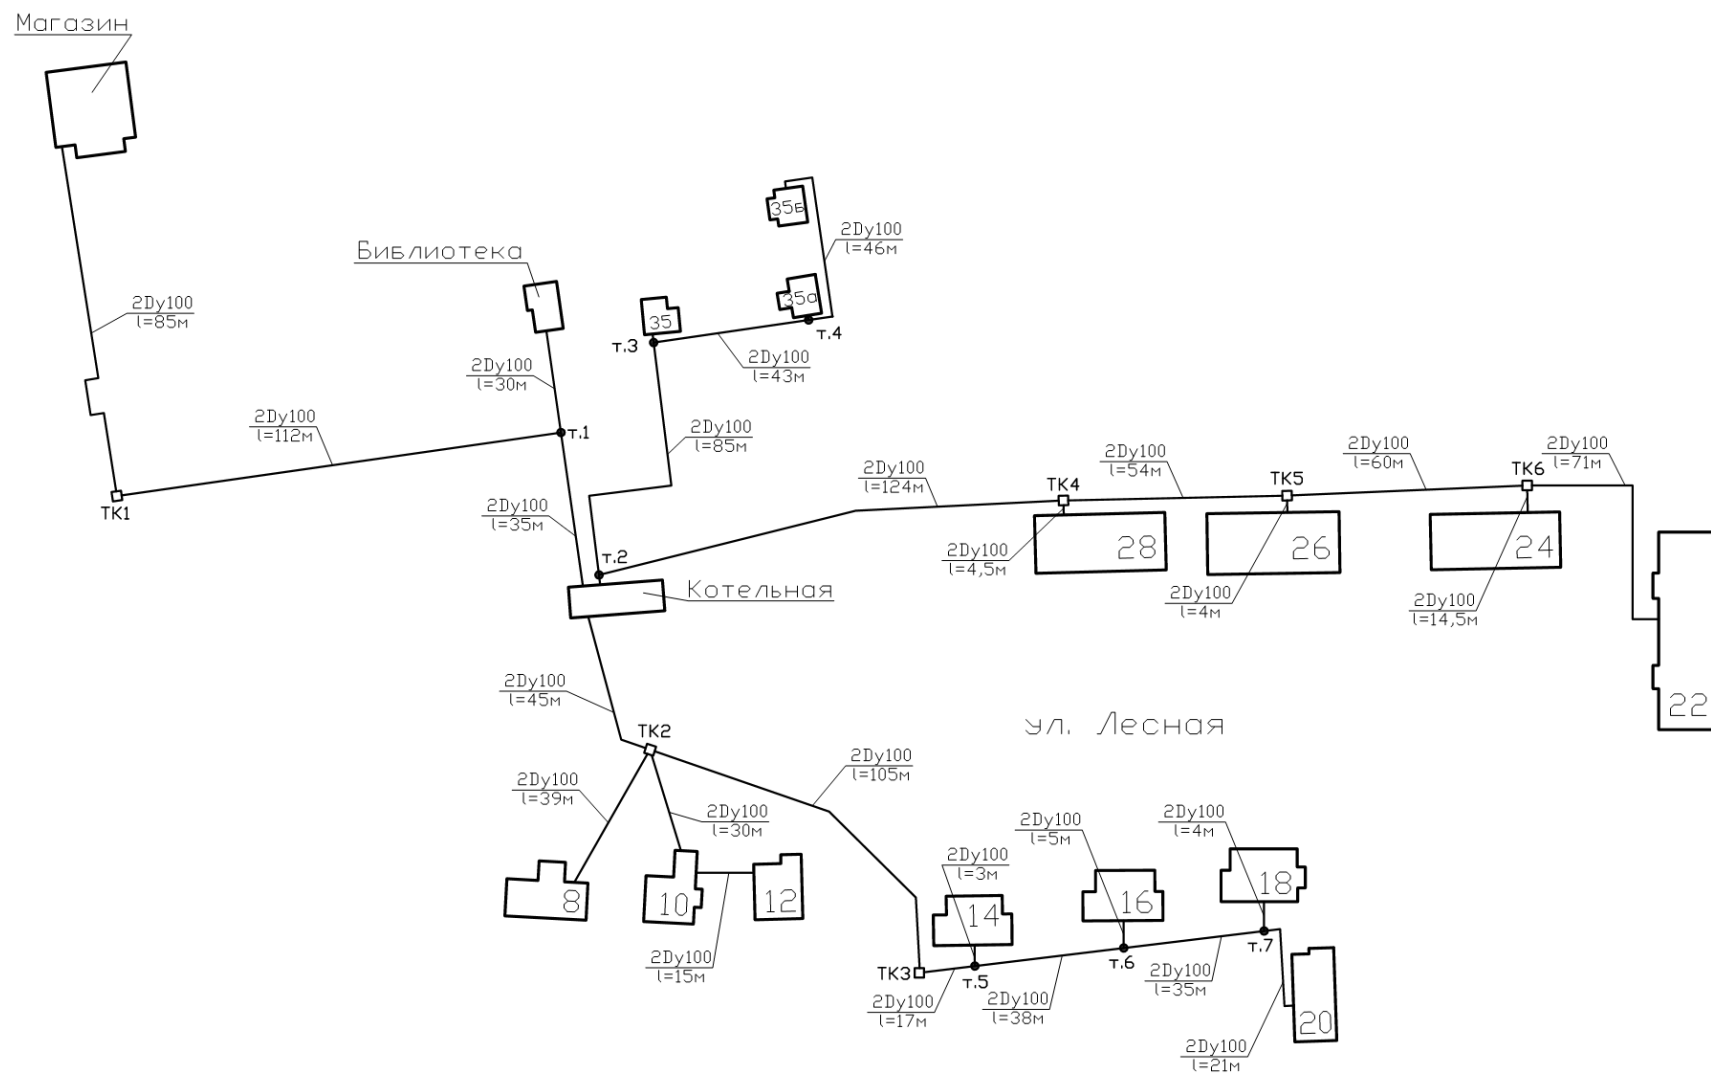 Магазин
2Dy100
l=85м
Библиотека
2Dy100
l=30м
т.1
2Dy100
l=112м
ТК1
2Dy100
l=35м
35Б
2Dy100
l=46м
35а
т.4
35
т.3
2Dy100
l=43м
2Dy100
l=85м
т.2
Котельная
2Dy100
l=124м
ТК4
2Dy100
l=54м
ТК5
2Dy100
l=60м
ТК6
2Dy100
l=71м
28
2Dy100
l=4,5м
26
2Dy100
l=4м
24
2Dy100
l=14,5м
22
ул. Лесная
2Dy100
l=45м
ТК2
2Dy100
l=39м
2Dy100
l=30м
2Dy100
l=105м
8
10
12
2Dy100
l=15м
2Dy100
l=3м
14
2Dy100
l=5м
16
2Dy100
l=4м
18
ТК3
т.5
т.6
т.7
2Dy100
l=17м
2Dy100
l=38м
2Dy100
l=35м
20
2Dy100
l=21м